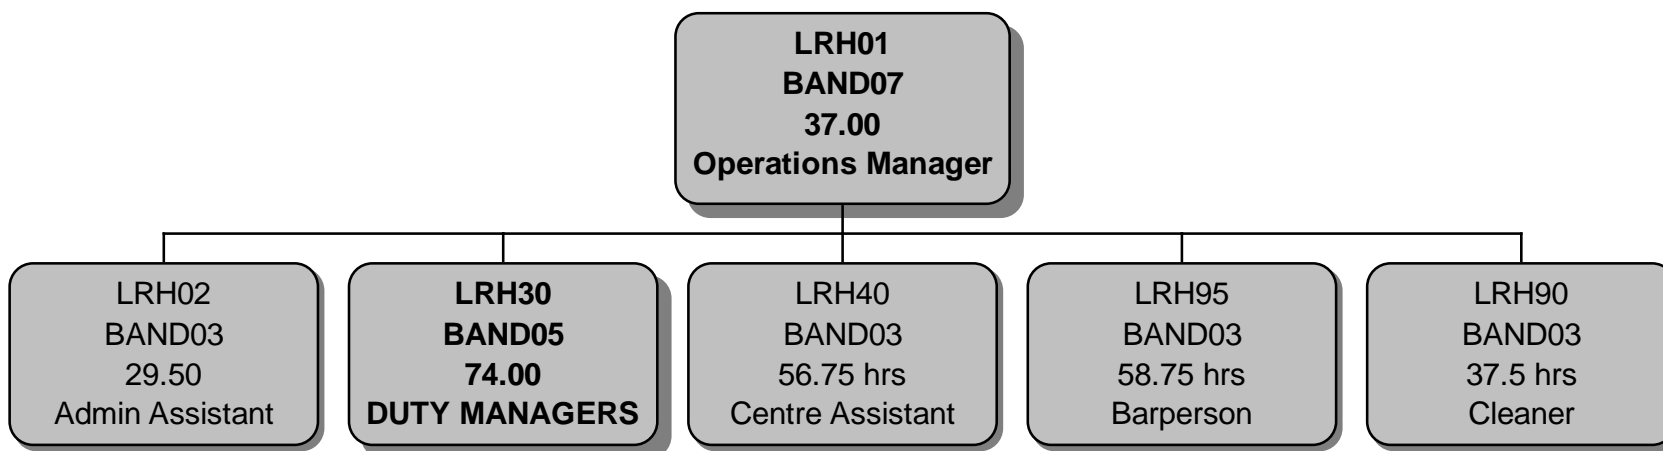 LRH01
BAND07
37.00
Operations Manager
LRH02
BAND03
29.50
Admin Assistant
LRH30
BAND05
74.00
DUTY MANAGERS
LRH40
BAND03
56.75 hrs
Centre Assistant
LRH95
BAND03
58.75 hrs
Barperson
LRH90
BAND03
37.5 hrs
Cleaner